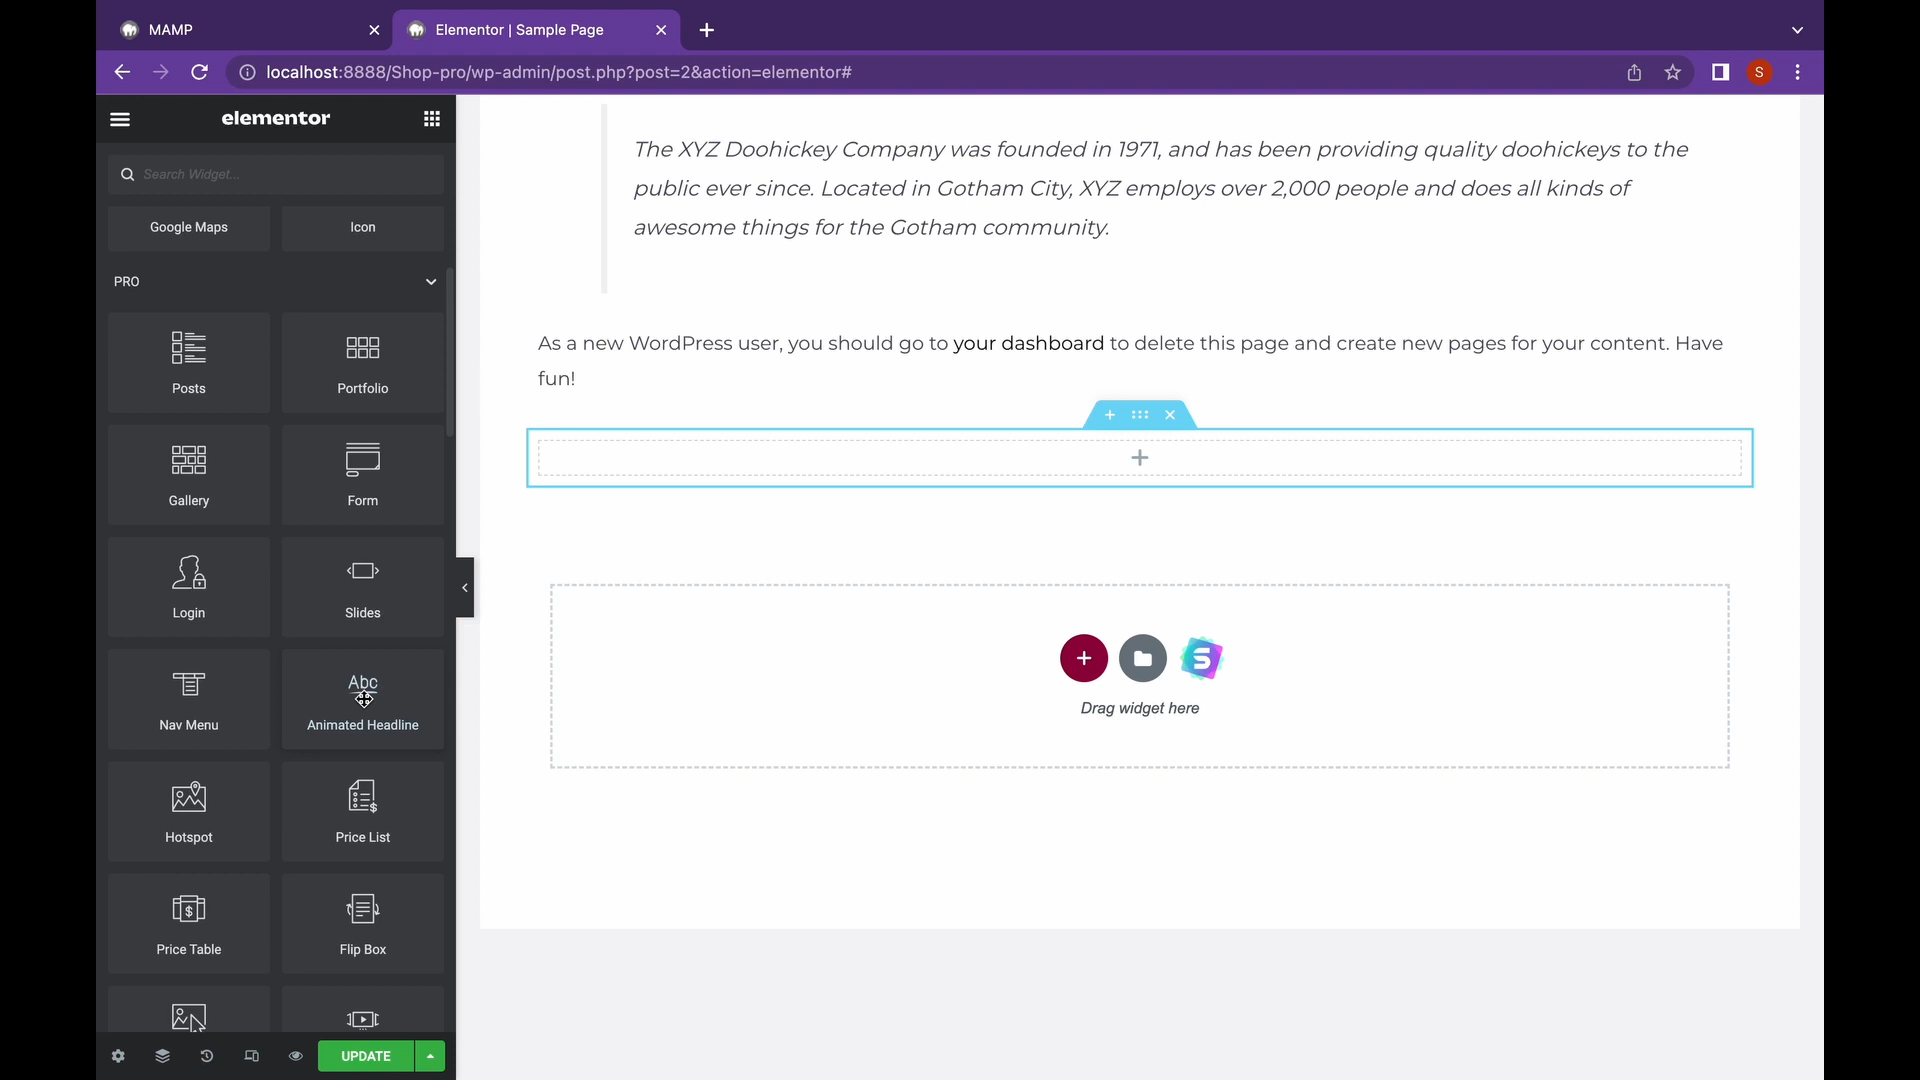 MAMP
Elementor | Sample Page
localhost:8888/Shop-pro/wp-admin/post.php?post=2&action=elementor#
S
elementor
Search Widget...
Google Maps
Icon
PRO
Posts
Portfolio
Gallery
Form
Login
Slides
Nav Menu
Abc
Animated Headline
Hotspot
Price List
Price Table
Flip Box
UPDATE
The XYZ Doohickey Company was founded in 1971, and has been providing quality doohickeys to the
public ever since. Located in Gotham City, XYZ employs over 2,000 people and does all kinds of
awesome things for the Gotham community.
As a new WordPress user, you should go to your dashboard to delete this page and create new pages for your content. Have
fun!
S
Drag widget here